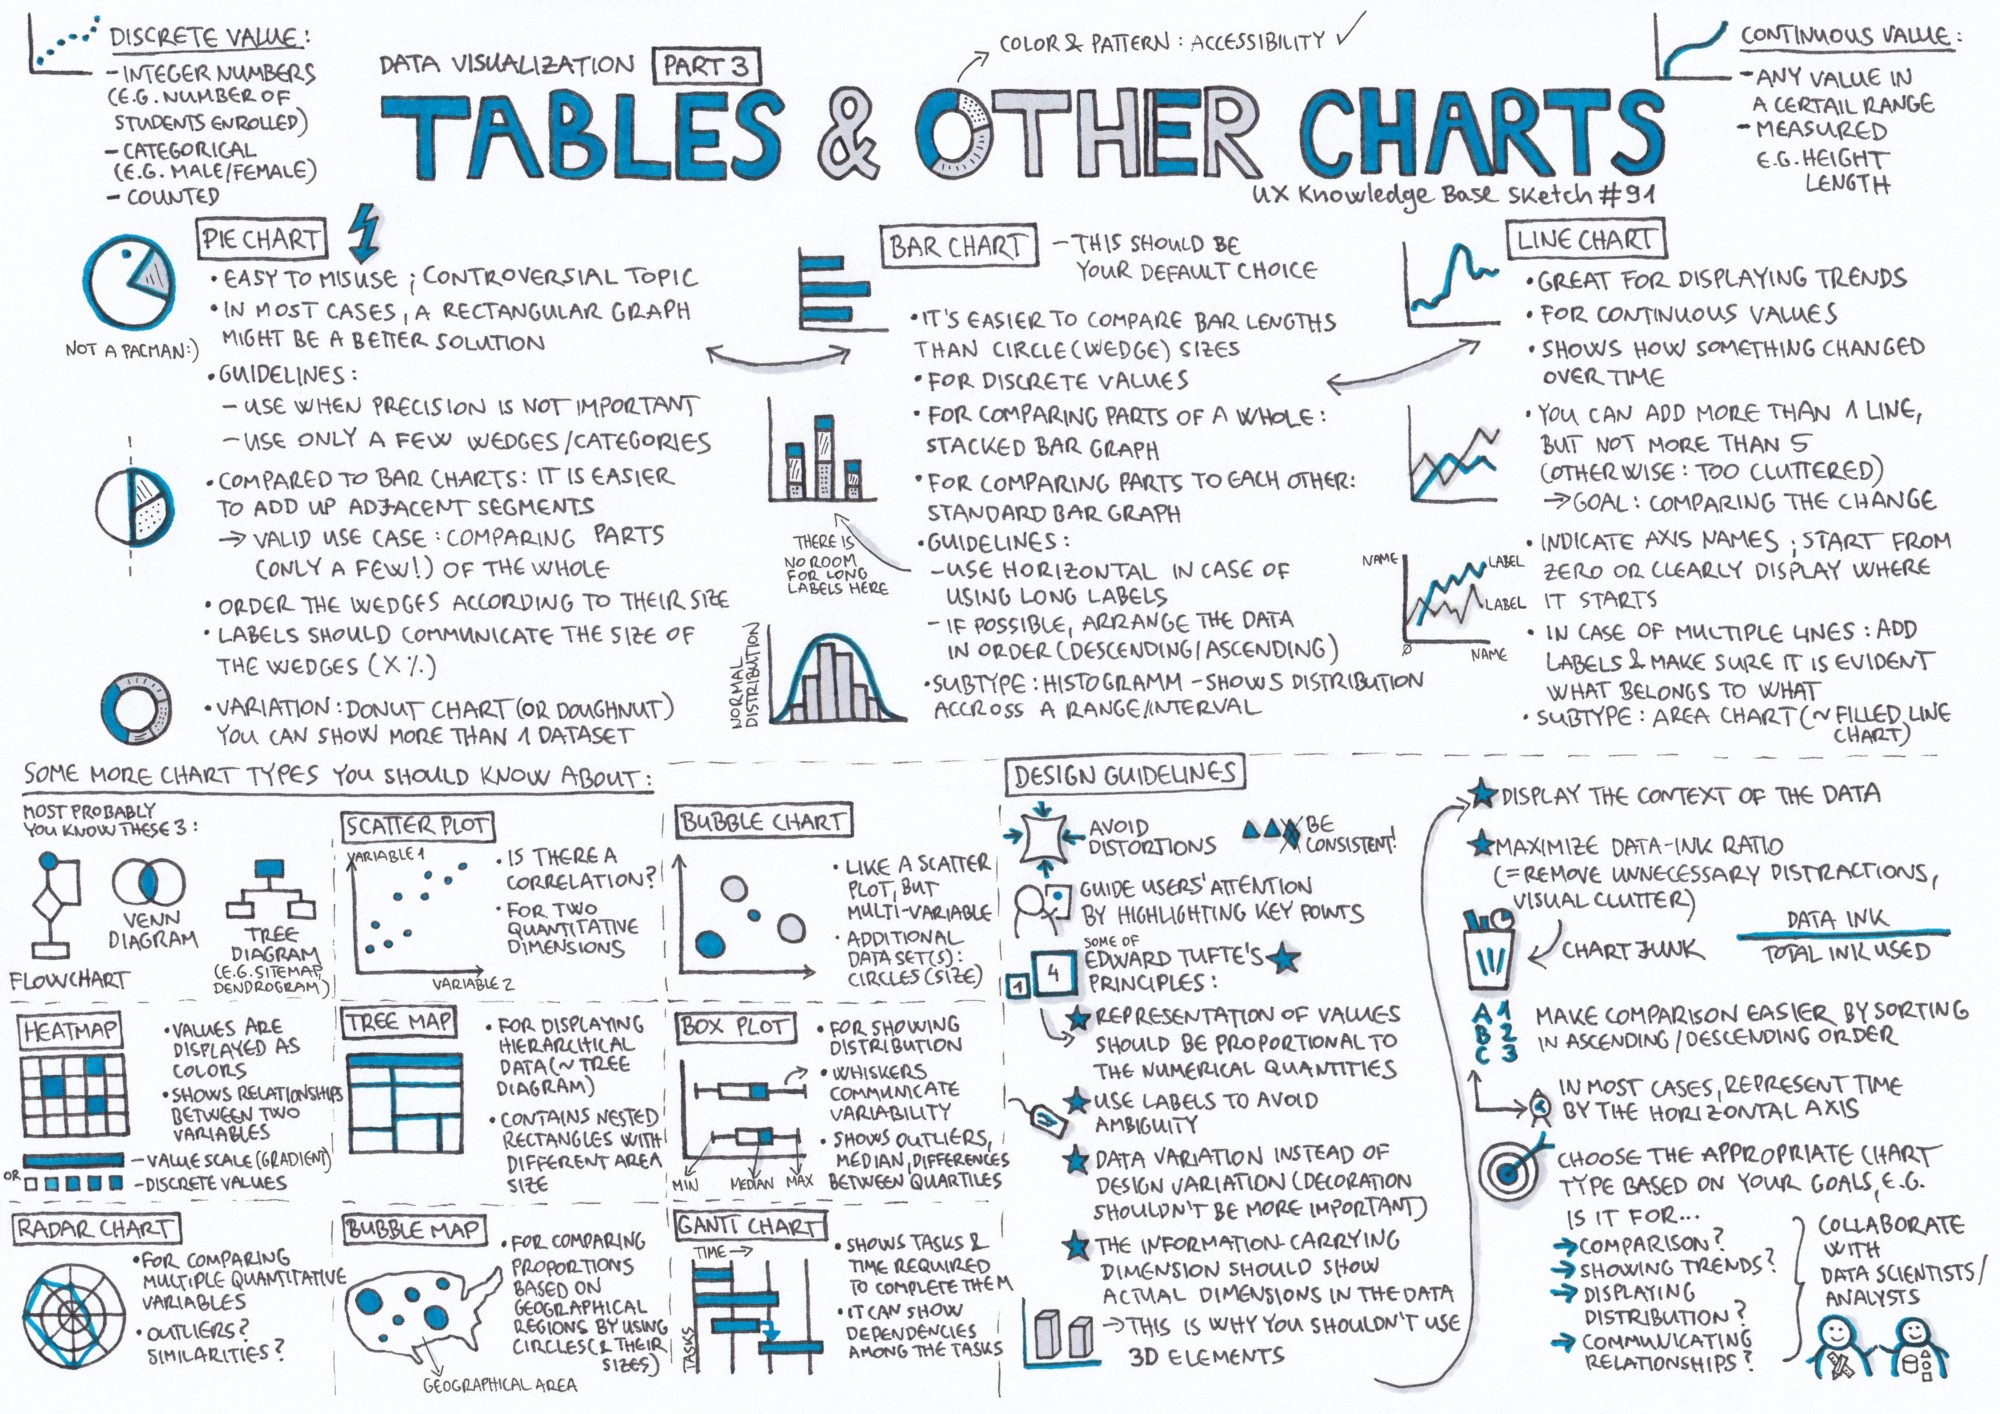 DISCRETE VALUE:
- INTEGER NUMBERS
(E.G. NUMBER OF
STUDENTS ENROLLED)
- CATEGORICAL
(E.G. MALE/FEMALE)
- COUNTED
DATA VISUALIZATION PART 3
COLOR & PATTERN: ACCESSIBILITY ✓
TABLES & OTHER CHARTS
UX Knowledge Base Sketch #91
CONTINUOUS VALUE:
- ANY VALUE IN
A CERTAIL RANGE
- MEASURED
E.G. HEIGHT
LENGTH
PIE CHART
• EASY TO MISUSE; CONTROVERSIAL TOPIC
• IN MOST CASES, A RECTANGULAR GRAPH
MIGHT BE A BETTER SOLUTION
NOT A PACMAN:)
• GUIDELINES:
- USE WHEN PRECISION IS NOT IMPORTANT
- USE ONLY A FEW WEDGES/CATEGORIES
• COMPARED TO BAR CHARTS: IT IS EASIER
TO ADD UP ADJACENT SEGMENTS
→ VALID USE CASE: COMPARING PARTS
(ONLY A FEW!) OF THE WHOLE
• ORDER THE WEDGES ACCORDING TO THEIR SIZE
• LABELS SHOULD COMMUNICATE THE SIZE OF
THE WEDGES (X%)
• VARIATION: DONUT CHART (OR DOUGHNUT)
YOU CAN SHOW MORE THAN 1 DATASET
BAR CHART - THIS SHOULD BE
YOUR DEFAULT CHOICE
• IT'S EASIER TO COMPARE BAR LENGTHS
THAN CIRCLE (WEDGE) SIZES
• FOR DISCRETE VALUES
• FOR COMPARING PARTS OF A WHOLE:
STACKED BAR GRAPH
• FOR COMPARING PARTS TO EACH OTHER:
STANDARD BAR GRAPH
• GUIDELINES:
- USE HORIZONTAL IN CASE OF
USING LONG LABELS
- IF POSSIBLE, ARRANGE THE DATA
IN ORDER (DESCENDING/ASCENDING)
• SUBTYPE: HISTOGRAMM - SHOWS DISTRIBUTION
ACCROSS A RANGE/INTERVAL
THERE IS
NO ROOM
FOR LONG
LABELS HERE
NORMAL
DISTRIBUTION
LINE CHART
• GREAT FOR DISPLAYING TRENDS
• FOR CONTINUOUS VALUES
• SHOWS HOW SOMETHING CHANGED
OVER TIME
• YOU CAN ADD MORE THAN 1 LINE,
BUT NOT MORE THAN 5
(OTHERWISE: TOO CLUTTERED)
→ GOAL: COMPARING THE CHANGE
• INDICATE AXIS NAMES; START FROM
ZERO OR CLEARLY DISPLAY WHERE
IT STARTS
• IN CASE OF MULTIPLE LINES: ADD
LABELS & MAKE SURE IT IS EVIDENT
WHAT BELONGS TO WHAT
• SUBTYPE: AREA CHART (~ FILLED LINE
CHART)
NAME
LABEL
LABEL
0
NAME
SOME MORE CHART TYPES YOU SHOULD KNOW ABOUT:
MOST PROBABLY
YOU KNOW THESE 3:
FLOWCHART
VENN
DIAGRAM
TREE
DIAGRAM
(E.G. SITEMAP,
DENDROGRAM)
SCATTER PLOT
VARIABLE 1
VARIABLE 2
• IS THERE A
CORRELATION?
• FOR TWO
QUANTITATIVE
DIMENSIONS
BUBBLE CHART
• LIKE A SCATTER
PLOT, BUT
MULTI-VARIABLE
• ADDITIONAL
DATA SET(S):
CIRCLES (SIZE)
HEATMAP
• VALUES ARE
DISPLAYED AS
COLORS
• SHOWS RELATIONSHIPS
BETWEEN TWO
VARIABLES
- VALUE SCALE (GRADIENT)
OR
- DISCRETE VALUES
TREE MAP
• FOR DISPLAYING
HIERARCITICAL
DATA (~ TREE
DIAGRAM)
• CONTAINS NESTED
RECTANGLES WITH
DIFFERENT AREA
SIZE
BOX PLOT
• FOR SHOWING
DISTRIBUTION
• WHISKERS
COMMUNICATE
VARIABILITY
• SHOWS OUTLIERS,
MEDIAN, DIFFERENCES
BETWEEN QUARTILES
MIN MEDIAN MAX
RADAR CHART
• FOR COMPARING
MULTIPLE QUANTITATIVE
VARIABLES
• OUTLIERS?
SIMILARITIES?
BUBBLE MAP
• FOR COMPARING
PROPORTIONS
BASED ON
GEOGRAPHICAL
REGIONS BY USING
CIRCLES (& THEIR
SIZES)
GEOGRAPHICAL AREA
GANTT CHART
TIME →
TASKS
• SHOWS TASKS &
TIME REQUIRED
TO COMPLETE THEM
• IT CAN SHOW
DEPENDENCIES
AMONG THE TASKS
DESIGN GUIDELINES
AVOID
DISTORTIONS
BE
CONSISTENT!
GUIDE USERS' ATTENTION
BY HIGHLIGHTING KEY POINTS
1 4
SOME OF
EDWARD TUFTE'S ★
PRINCIPLES:
★ REPRESENTATION OF VALUES
SHOULD BE PROPORTIONAL TO
THE NUMERICAL QUANTITIES
★ USE LABELS TO AVOID
AMBIGUITY
★ DATA VARIATION INSTEAD OF
DESIGN VARIATION (DECORATION
SHOULDN'T BE MORE IMPORTANT)
★ THE INFORMATION-CARRYING
DIMENSION SHOULD SHOW
ACTUAL DIMENSIONS IN THE DATA
→ THIS IS WHY YOU SHOULDN'T USE
3D ELEMENTS
★ DISPLAY THE CONTEXT OF THE DATA
★ MAXIMIZE DATA-INK RATIO
(= REMOVE UNNECESSARY DISTRACTIONS,
VISUAL CLUTTER)
CHART JUNK
DATA INK
TOTAL INK USED
A 1
B 2
C 3
MAKE COMPARISON EASIER BY SORTING
IN ASCENDING/DESCENDING ORDER
IN MOST CASES, REPRESENT TIME
BY THE HORIZONTAL AXIS
CHOOSE THE APPROPRIATE CHART
TYPE BASED ON YOUR GOALS, E.G.
IS IT FOR...
→ COMPARISON?
→ SHOWING TRENDS?
→ DISPLAYING
DISTRIBUTION?
→ COMMUNICATING
RELATIONSHIPS?
COLLABORATE
WITH
DATA SCIENTISTS/
ANALYSTS